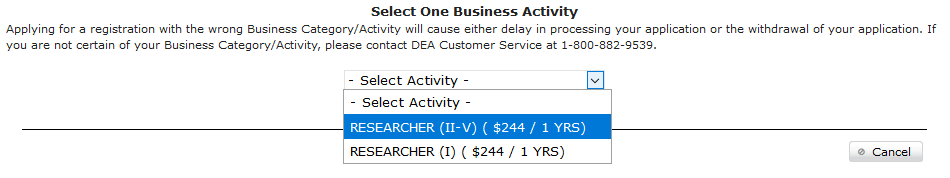 Select One Business Activity
Applying for a registration with the wrong Business Category/Activity will cause either delay in processing your application or the withdrawal of your application. If
you are not certain of your Business Category/Activity, please contact DEA Customer Service at 1-800-882-9539.
- Select Activity -
- Select Activity -
RESEARCHER (II-V) ( $244 / 1 YRS)
RESEARCHER (I) ( $244 / 1 YRS)
Cancel